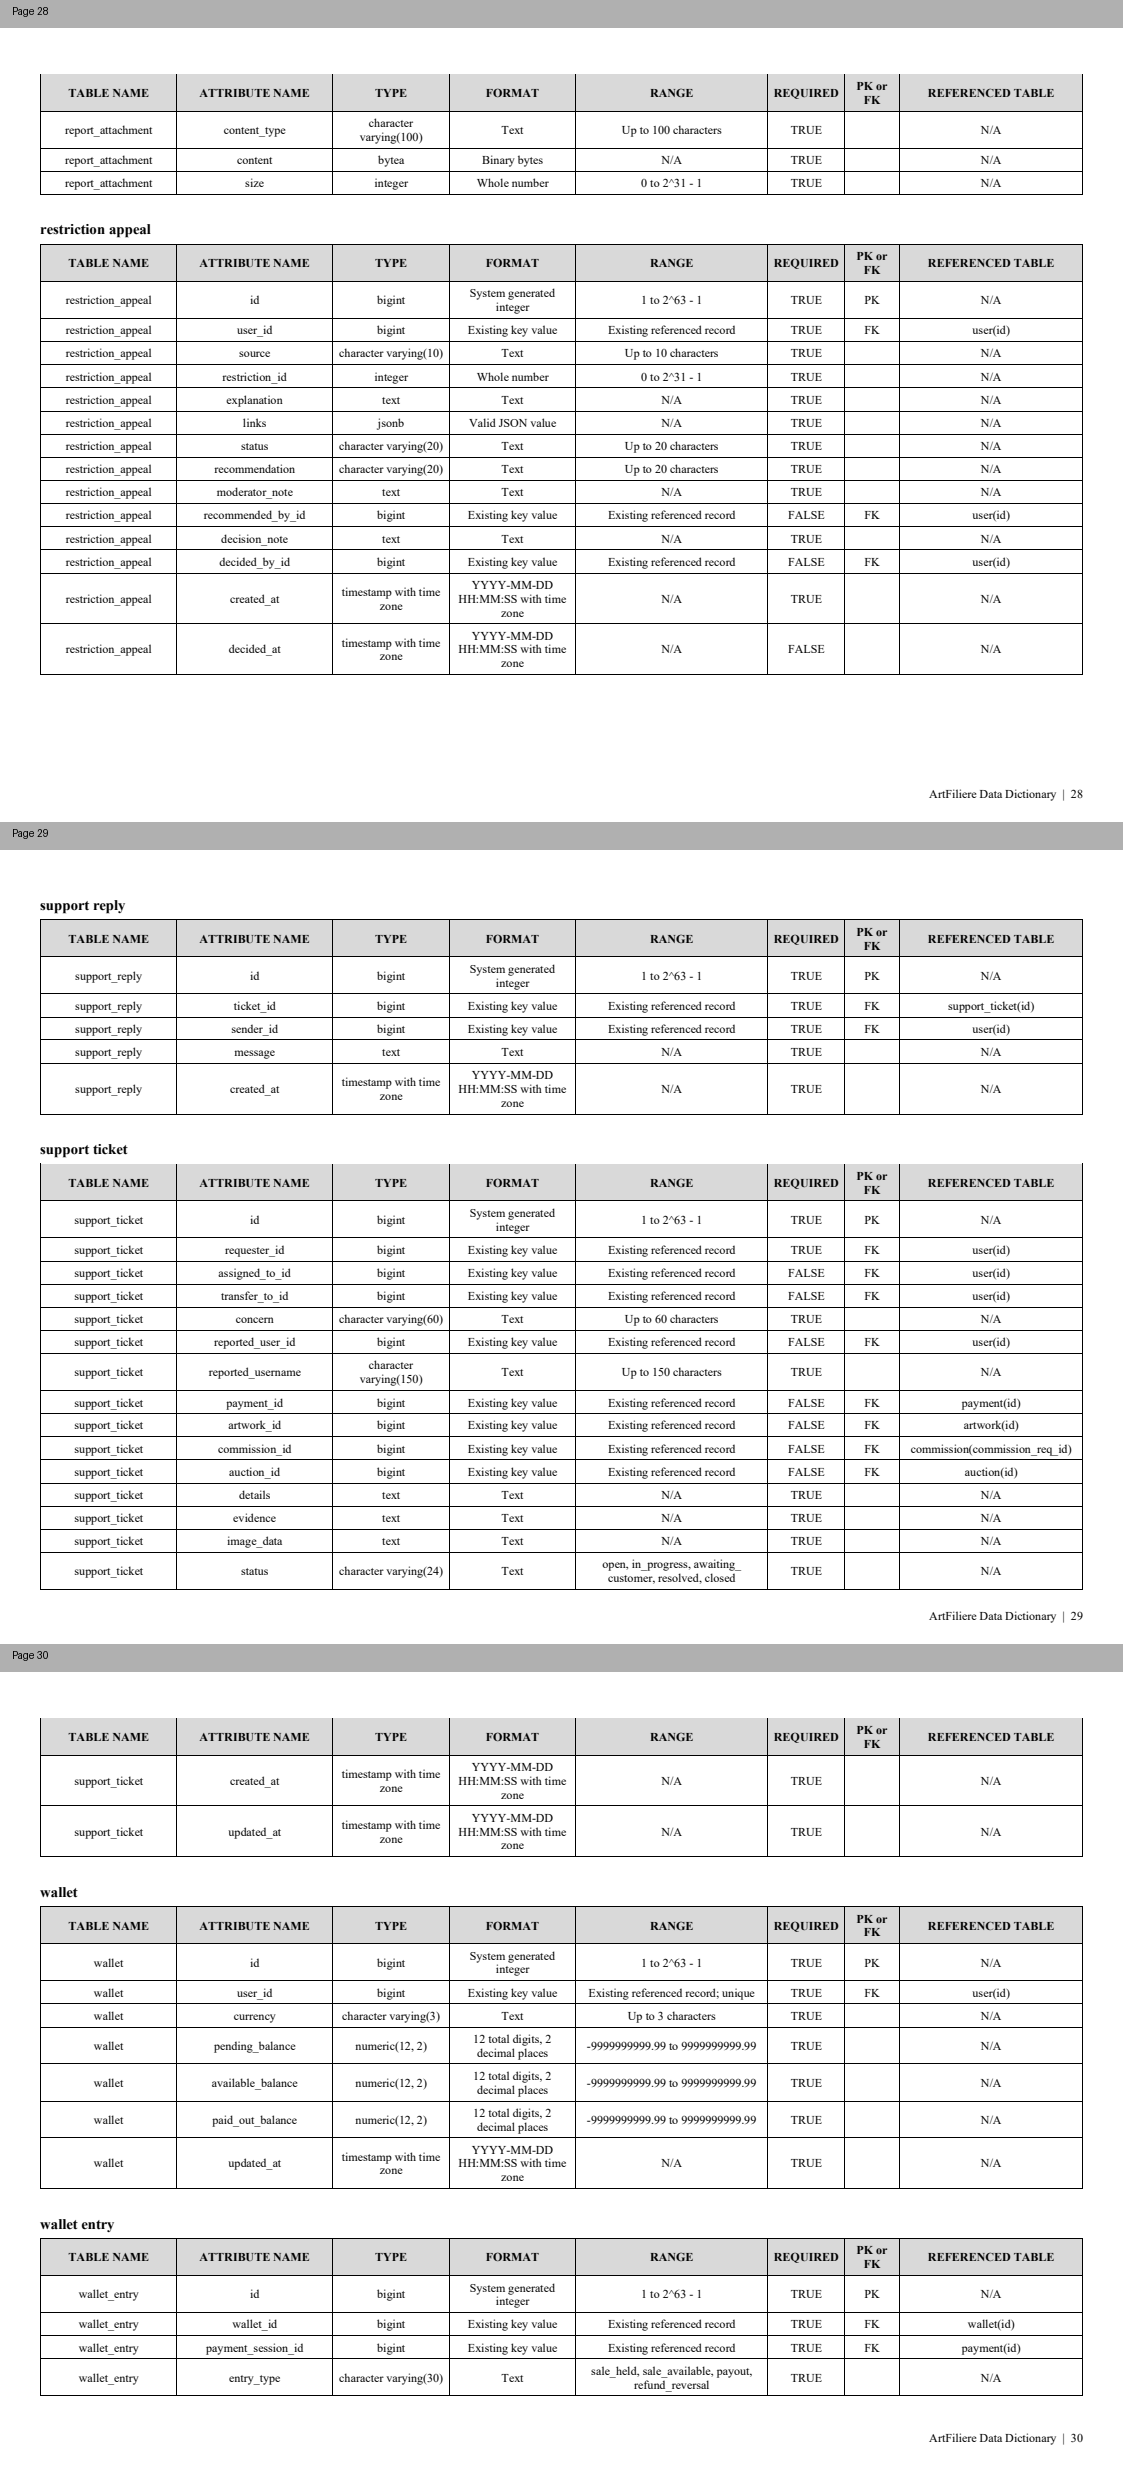 Page 28
TABLE NAME ATTRIBUTE NAME TYPE FORMAT RANGE REQUIRED PK or FK REFERENCED TABLE
report_attachment content_type character varying(100) Text Up to 100 characters TRUE N/A
report_attachment content bytea Binary bytes N/A TRUE N/A
report_attachment size integer Whole number 0 to 2^31 - 1 TRUE N/A
restriction appeal
TABLE NAME ATTRIBUTE NAME TYPE FORMAT RANGE REQUIRED PK or FK REFERENCED TABLE
restriction_appeal id bigint System generated integer 1 to 2^63 - 1 TRUE PK N/A
restriction_appeal user_id bigint Existing key value Existing referenced record TRUE FK user(id)
restriction_appeal source character varying(10) Text Up to 10 characters TRUE N/A
restriction_appeal restriction_id integer Whole number 0 to 2^31 - 1 TRUE N/A
restriction_appeal explanation text Text N/A TRUE N/A
restriction_appeal links jsonb Valid JSON value N/A TRUE N/A
restriction_appeal status character varying(20) Text Up to 20 characters TRUE N/A
restriction_appeal recommendation character varying(20) Text Up to 20 characters TRUE N/A
restriction_appeal moderator_note text Text N/A TRUE N/A
restriction_appeal recommended_by_id bigint Existing key value Existing referenced record FALSE FK user(id)
restriction_appeal decision_note text Text N/A TRUE N/A
restriction_appeal decided_by_id bigint Existing key value Existing referenced record FALSE FK user(id)
restriction_appeal created_at timestamp with time zone YYYY-MM-DD HH:MM:SS with time zone N/A TRUE N/A
restriction_appeal decided_at timestamp with time zone YYYY-MM-DD HH:MM:SS with time zone N/A FALSE N/A
ArtFiliere Data Dictionary | 28
Page 29
support reply
TABLE NAME ATTRIBUTE NAME TYPE FORMAT RANGE REQUIRED PK or FK REFERENCED TABLE
support_reply id bigint System generated integer 1 to 2^63 - 1 TRUE PK N/A
support_reply ticket_id bigint Existing key value Existing referenced record TRUE FK support_ticket(id)
support_reply sender_id bigint Existing key value Existing referenced record TRUE FK user(id)
support_reply message text Text N/A TRUE N/A
support_reply created_at timestamp with time zone YYYY-MM-DD HH:MM:SS with time zone N/A TRUE N/A
support ticket
TABLE NAME ATTRIBUTE NAME TYPE FORMAT RANGE REQUIRED PK or FK REFERENCED TABLE
support_ticket id bigint System generated integer 1 to 2^63 - 1 TRUE PK N/A
support_ticket requester_id bigint Existing key value Existing referenced record TRUE FK user(id)
support_ticket assigned_to_id bigint Existing key value Existing referenced record FALSE FK user(id)
support_ticket transfer_to_id bigint Existing key value Existing referenced record FALSE FK user(id)
support_ticket concern character varying(60) Text Up to 60 characters TRUE N/A
support_ticket reported_user_id bigint Existing key value Existing referenced record FALSE FK user(id)
support_ticket reported_username character varying(150) Text Up to 150 characters TRUE N/A
support_ticket payment_id bigint Existing key value Existing referenced record FALSE FK payment(id)
support_ticket artwork_id bigint Existing key value Existing referenced record FALSE FK artwork(id)
support_ticket commission_id bigint Existing key value Existing referenced record FALSE FK commission(commission_req_id)
support_ticket auction_id bigint Existing key value Existing referenced record FALSE FK auction(id)
support_ticket details text Text N/A TRUE N/A
support_ticket evidence text Text N/A TRUE N/A
support_ticket image_data text Text N/A TRUE N/A
support_ticket status character varying(24) Text open, in_progress, awaiting_ customer, resolved, closed TRUE N/A
ArtFiliere Data Dictionary | 29
Page 30
TABLE NAME ATTRIBUTE NAME TYPE FORMAT RANGE REQUIRED PK or FK REFERENCED TABLE
support_ticket created_at timestamp with time zone YYYY-MM-DD HH:MM:SS with time zone N/A TRUE N/A
support_ticket updated_at timestamp with time zone YYYY-MM-DD HH:MM:SS with time zone N/A TRUE N/A
wallet
TABLE NAME ATTRIBUTE NAME TYPE FORMAT RANGE REQUIRED PK or FK REFERENCED TABLE
wallet id bigint System generated integer 1 to 2^63 - 1 TRUE PK N/A
wallet user_id bigint Existing key value Existing referenced record; unique TRUE FK user(id)
wallet currency character varying(3) Text Up to 3 characters TRUE N/A
wallet pending_balance numeric(12, 2) 12 total digits, 2 decimal places -9999999999.99 to 9999999999.99 TRUE N/A
wallet available_balance numeric(12, 2) 12 total digits, 2 decimal places -9999999999.99 to 9999999999.99 TRUE N/A
wallet paid_out_balance numeric(12, 2) 12 total digits, 2 decimal places -9999999999.99 to 9999999999.99 TRUE N/A
wallet updated_at timestamp with time zone YYYY-MM-DD HH:MM:SS with time zone N/A TRUE N/A
wallet entry
TABLE NAME ATTRIBUTE NAME TYPE FORMAT RANGE REQUIRED PK or FK REFERENCED TABLE
wallet_entry id bigint System generated integer 1 to 2^63 - 1 TRUE PK N/A
wallet_entry wallet_id bigint Existing key value Existing referenced record TRUE FK wallet(id)
wallet_entry payment_session_id bigint Existing key value Existing referenced record TRUE FK payment(id)
wallet_entry entry_type character varying(30) Text sale_held, sale_available, payout, refund_reversal TRUE N/A
ArtFiliere Data Dictionary | 30